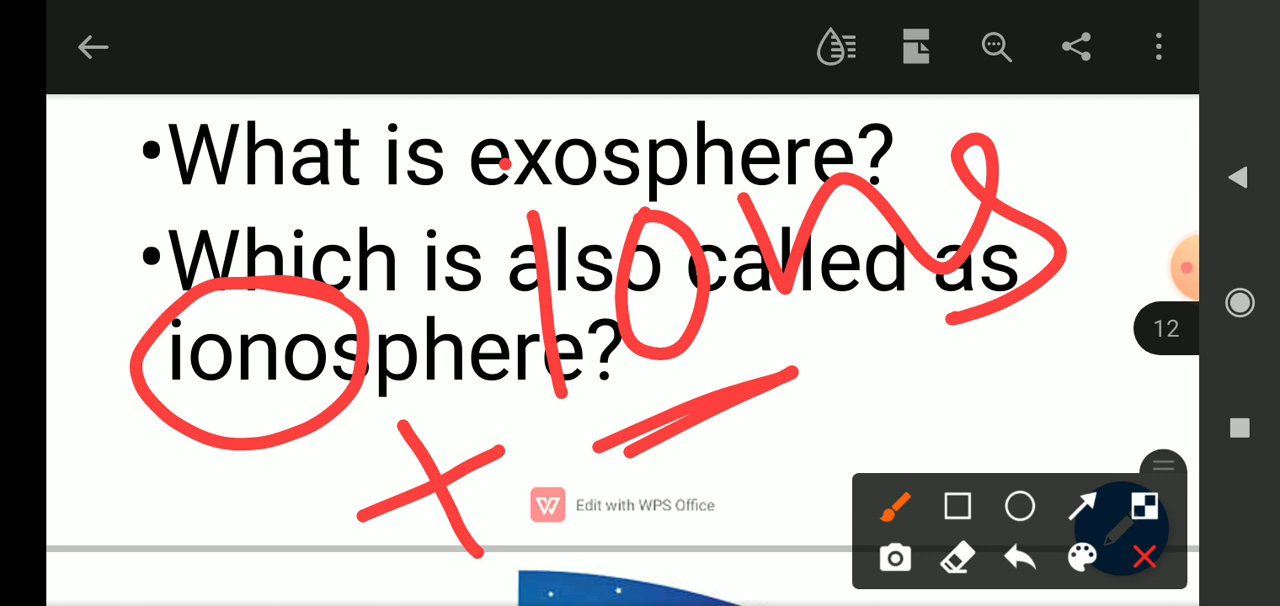 •What is exosphere?
•Which is also called as
ionosphere?
ions
+
12
Edit with WPS Office